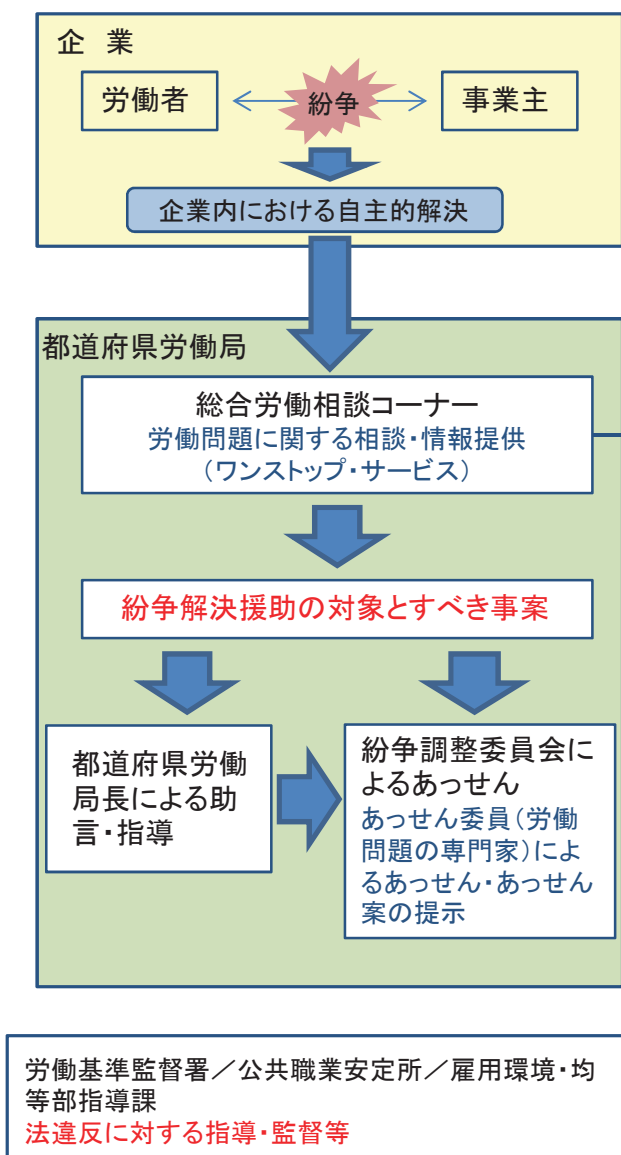 企 業
労働者
紛争
事業主
企業内における自主的解決
都道府県労働局
総合労働相談コーナー
労働問題に関する相談・情報提供
（ワンストップ・サービス）
紛争解決援助の対象とすべき事案
都道府県労働
局長による助
言・指導
紛争調整委員会に
よるあっせん
あっせん委員（労働
問題の専門家）によ
るあっせん・あっせん
案の提示
労働基準監督署／公共職業安定所／雇用環境・均
等部指導課
法違反に対する指導・監督等